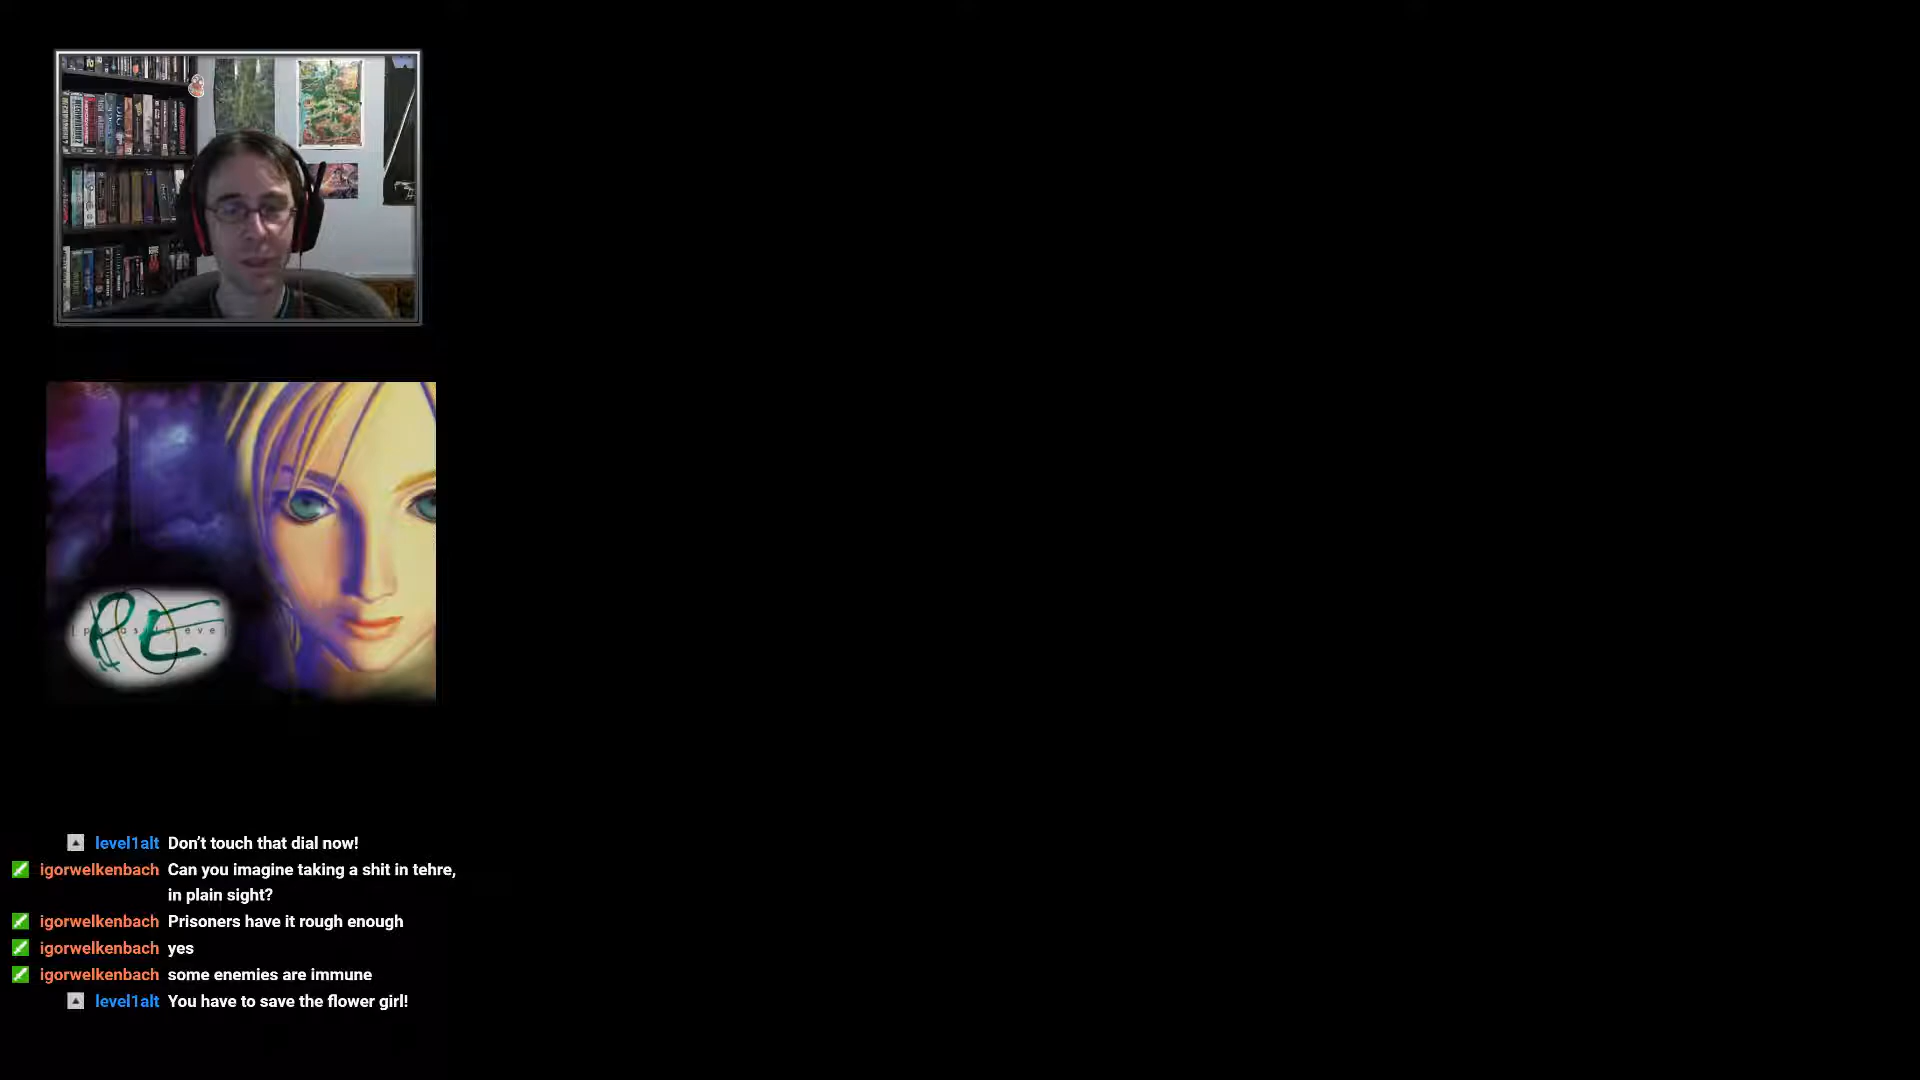 PE
level1alt Don’t touch that dial now!
igorwelkenbach Can you imagine taking a shit in tehre,
in plain sight?
igorwelkenbach Prisoners have it rough enough
igorwelkenbach yes
igorwelkenbach some enemies are immune
level1alt You have to save the flower girl!